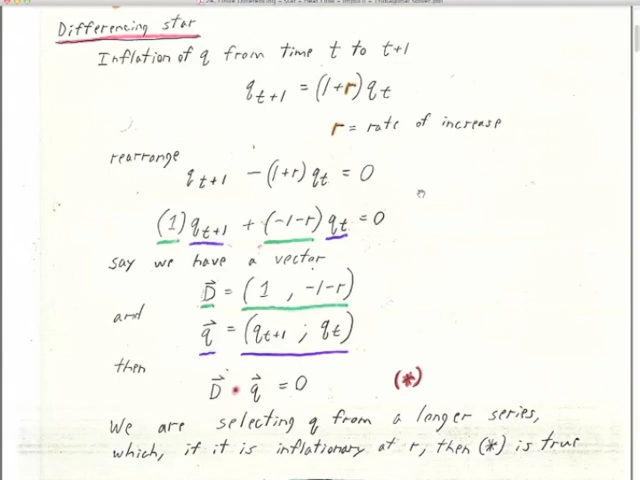 Differencing star
Inflation of q from time t to t+1
q_{t+1} = (1+r) q_t
r = rate of increase
rearrange
q_{t+1} - (1+r) q_t = 0
(1) q_{t+1} + (-1-r) q_t = 0
say we have a vector
D⃗ = (1 , -1-r)
and
q⃗ = (q_{t+1} , q_t)
then
D⃗ • q⃗ = 0 (*)
We are selecting q from a longer series,
which, if it is inflationary at r, then (*) is true